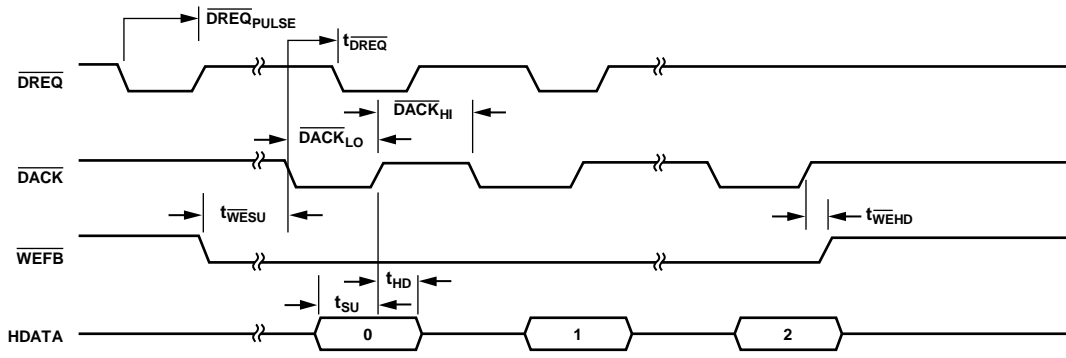 DREQPULSE
tDREQ
DREQ
DACKHI
DACKLO
DACK
tWESU
tWEHD
WEFB
tHD
tSU
HDATA 0 1 2